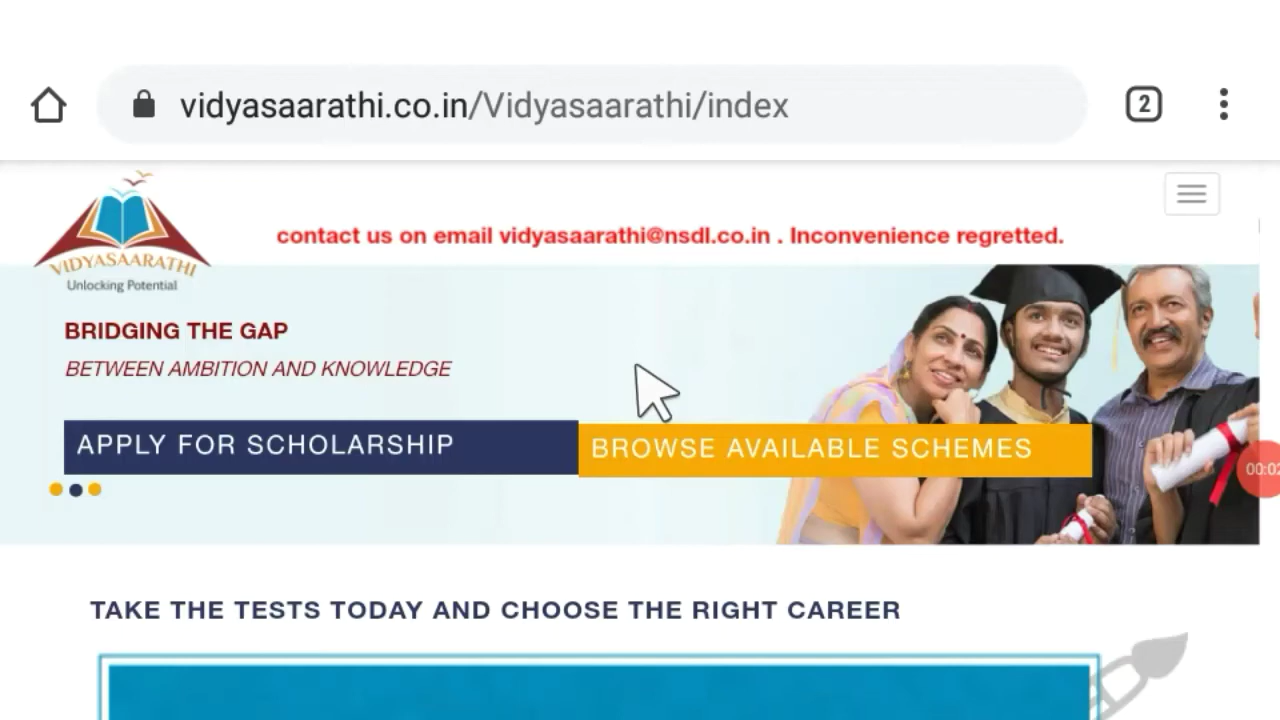 vidyasaarathi.co.in/Vidyasaarathi/index
2
VIDYASAARATHI
Unlocking Potential
contact us on email vidyasaarathi@nsdl.co.in . Inconvenience regretted.
BRIDGING THE GAP
BETWEEN AMBITION AND KNOWLEDGE
APPLY FOR SCHOLARSHIP
BROWSE AVAILABLE SCHEMES
00:02
TAKE THE TESTS TODAY AND CHOOSE THE RIGHT CAREER